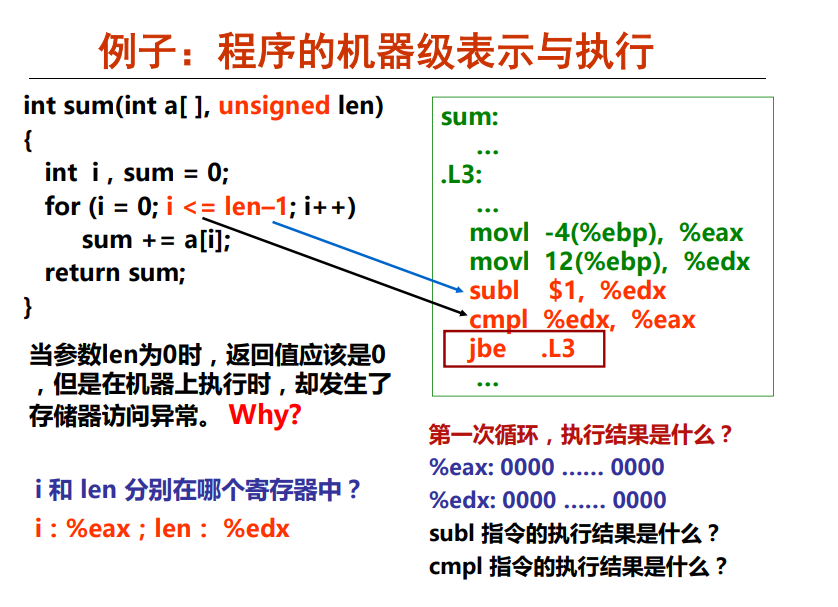 例子：程序的机器级表示与执行
int sum(int a[ ], unsigned len)
{
int i , sum = 0;
for (i = 0; i <= len–1; i++)
sum += a[i];
return sum;
}
当参数len为0时，返回值应该是0
，但是在机器上执行时，却发生了
存储器访问异常。 Why?
i 和 len 分别在哪个寄存器中？
i：%eax；len： %edx
sum:
...
.L3:
...
movl -4(%ebp), %eax
movl 12(%ebp), %edx
subl $1, %edx
cmpl %edx, %eax
jbe .L3
...
第一次循环，执行结果是什么？
%eax: 0000 …… 0000
%edx: 0000 …… 0000
subl 指令的执行结果是什么？
cmpl 指令的执行结果是什么？